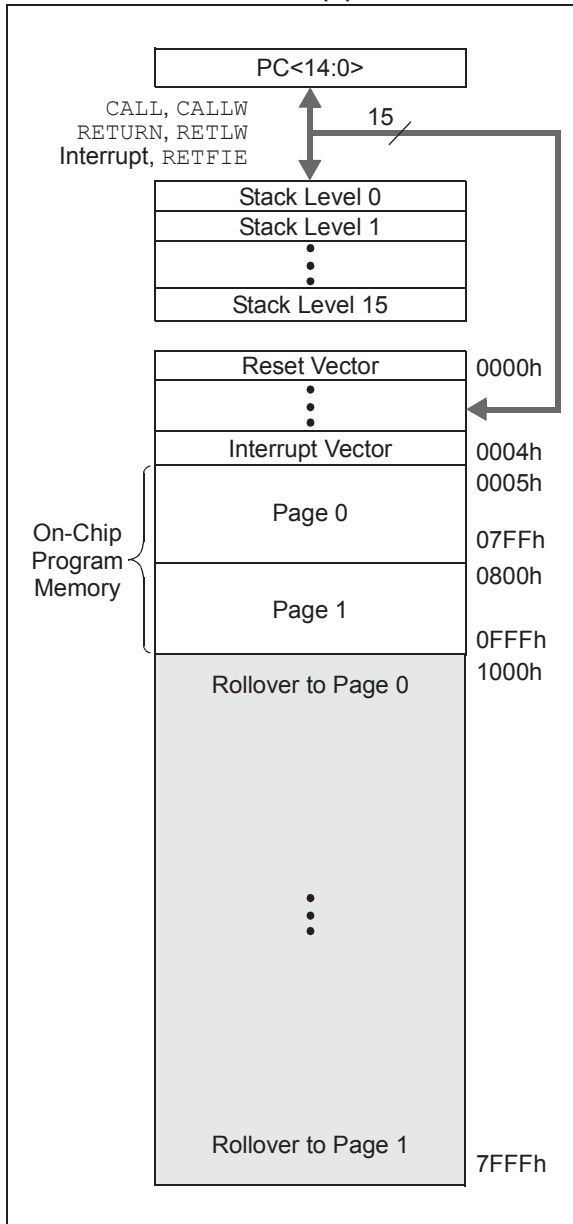 PC<14:0>
CALL, CALLW
RETURN, RETLW
Interrupt, RETFIE
15
Stack Level 0
Stack Level 1
Stack Level 15
Reset Vector
0000h
Interrupt Vector
0004h
0005h
On-Chip
Program
Memory
Page 0
07FFh
0800h
Page 1
0FFFh
1000h
Rollover to Page 0
Rollover to Page 1
7FFFh